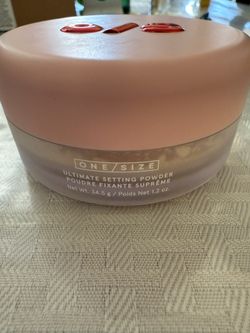 o/s
ONE/SIZE
ULTIMATE SETTING POWDER
POUDRE FIXANTE SUPRÊME
Net Wt. 34.5 g / Poids Net 1.2 oz.